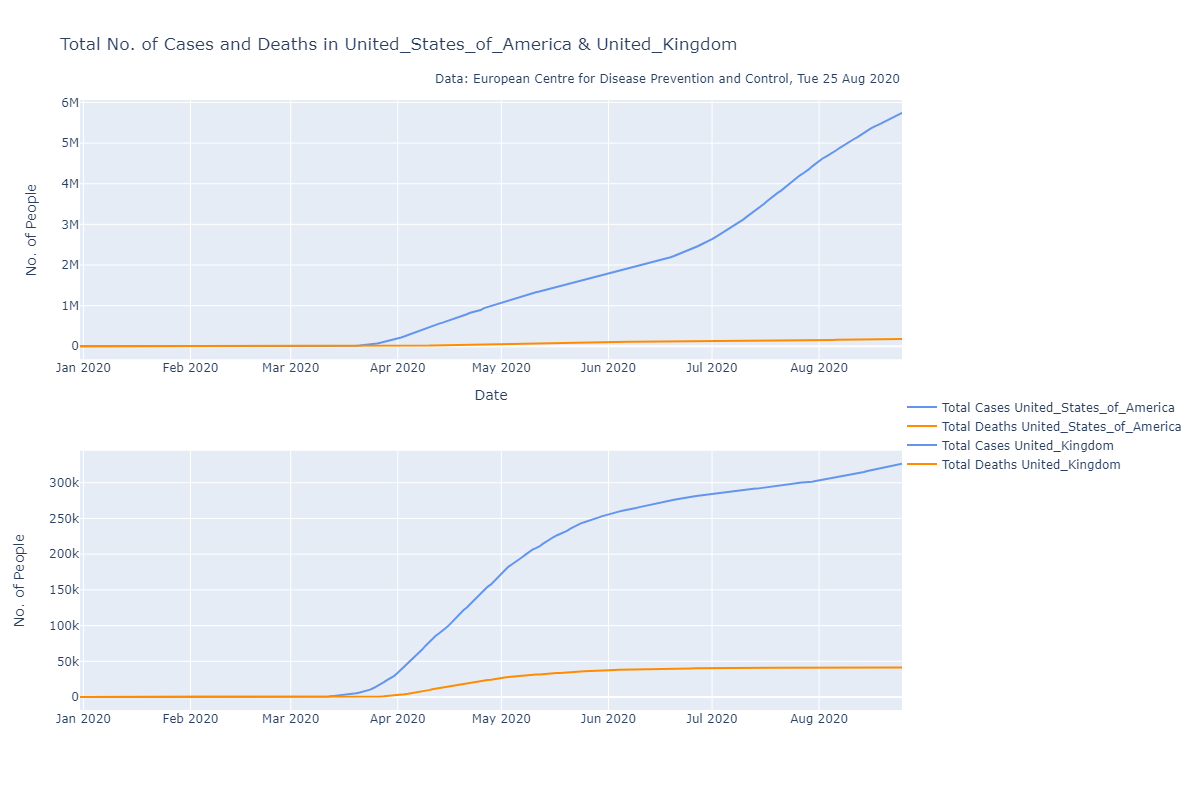 Total No. of Cases and Deaths in United_States_of_America & United_Kingdom
Data: European Centre for Disease Prevention and Control, Tue 25 Aug 2020
No. of People
6M
5M
4M
3M
2M
1M
0
Jan 2020 Feb 2020 Mar 2020 Apr 2020 May 2020 Jun 2020 Jul 2020 Aug 2020
Date
Total Cases United_States_of_America
Total Deaths United_States_of_America
Total Cases United_Kingdom
Total Deaths United_Kingdom
No. of People
300k
250k
200k
150k
100k
50k
0
Jan 2020 Feb 2020 Mar 2020 Apr 2020 May 2020 Jun 2020 Jul 2020 Aug 2020